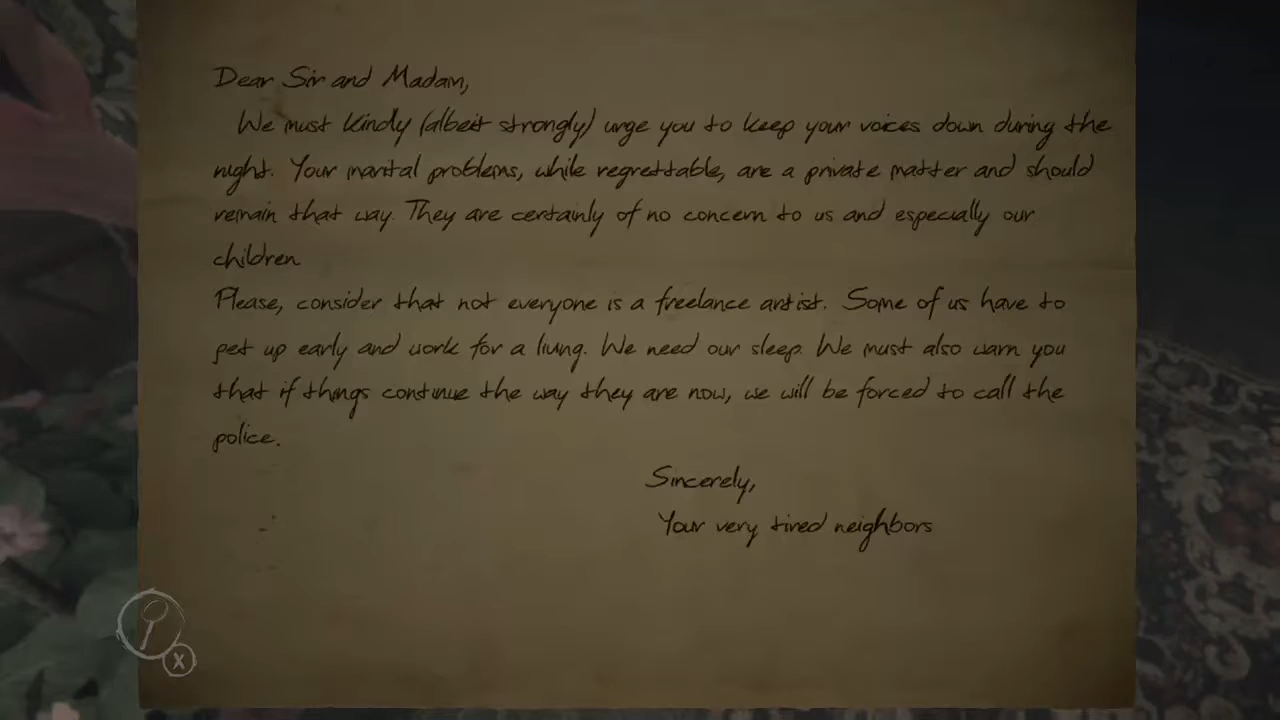 Dear Sir and Madam,
We must kindly (albeit strongly) urge you to keep your voices down during the
night. Your marital problems, while regrettable, are a private matter and should
remain that way. They are certainly of no concern to us and especially our
children.
Please, consider that not everyone is a freelance artist. Some of us have to
get up early and work for a living. We need our sleep. We must also warn you
that if things continue the way they are now, we will be forced to call the
police.
Sincerely,
Your very tired neighbors
X